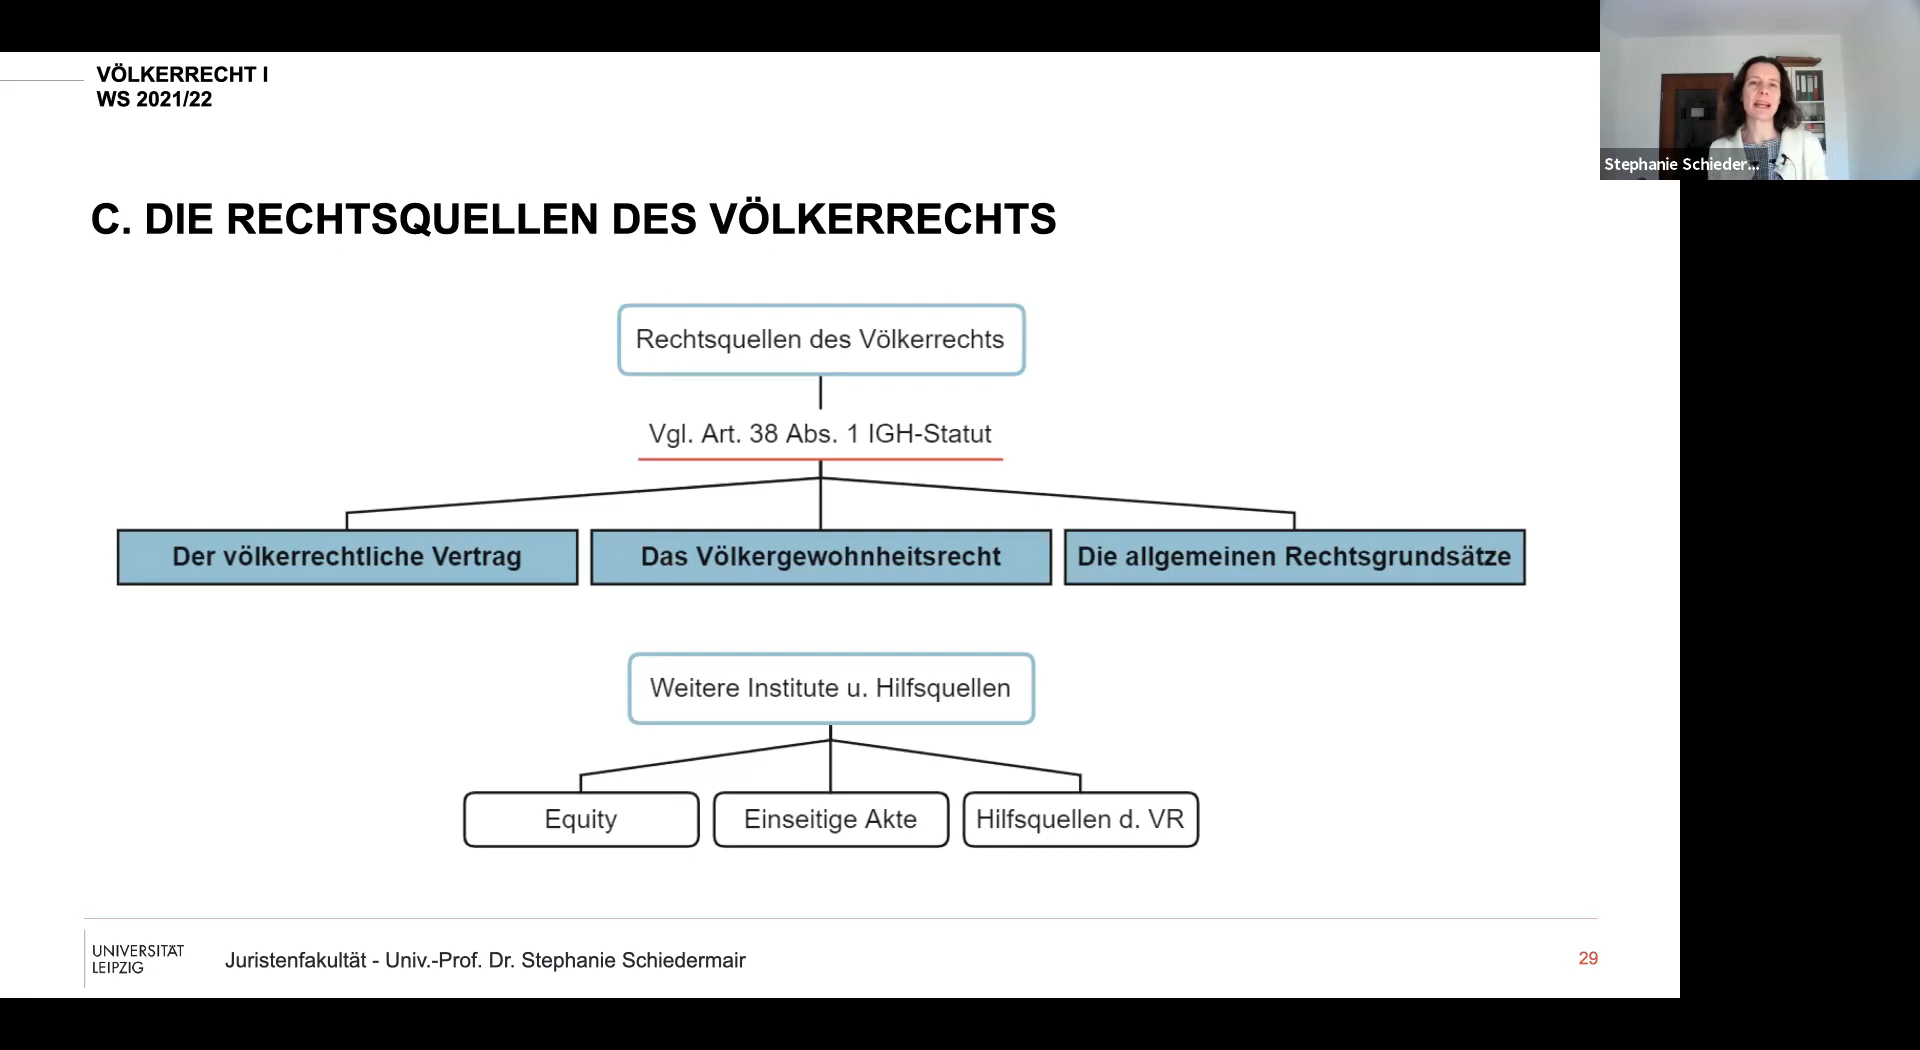 VÖLKERRECHT I
WS 2021/22
Stephanie Schieder...
C. DIE RECHTSQUELLEN DES VÖLKERRECHTS
Rechtsquellen des Völkerrechts
Vgl. Art. 38 Abs. 1 IGH-Statut
Der völkerrechtliche Vertrag
Das Völkergewohnheitsrecht
Die allgemeinen Rechtsgrundsätze
Weitere Institute u. Hilfsquellen
Equity
Einseitige Akte
Hilfsquellen d. VR
UNIVERSITÄT
LEIPZIG
Juristenfakultät - Univ.-Prof. Dr. Stephanie Schiedermair
29